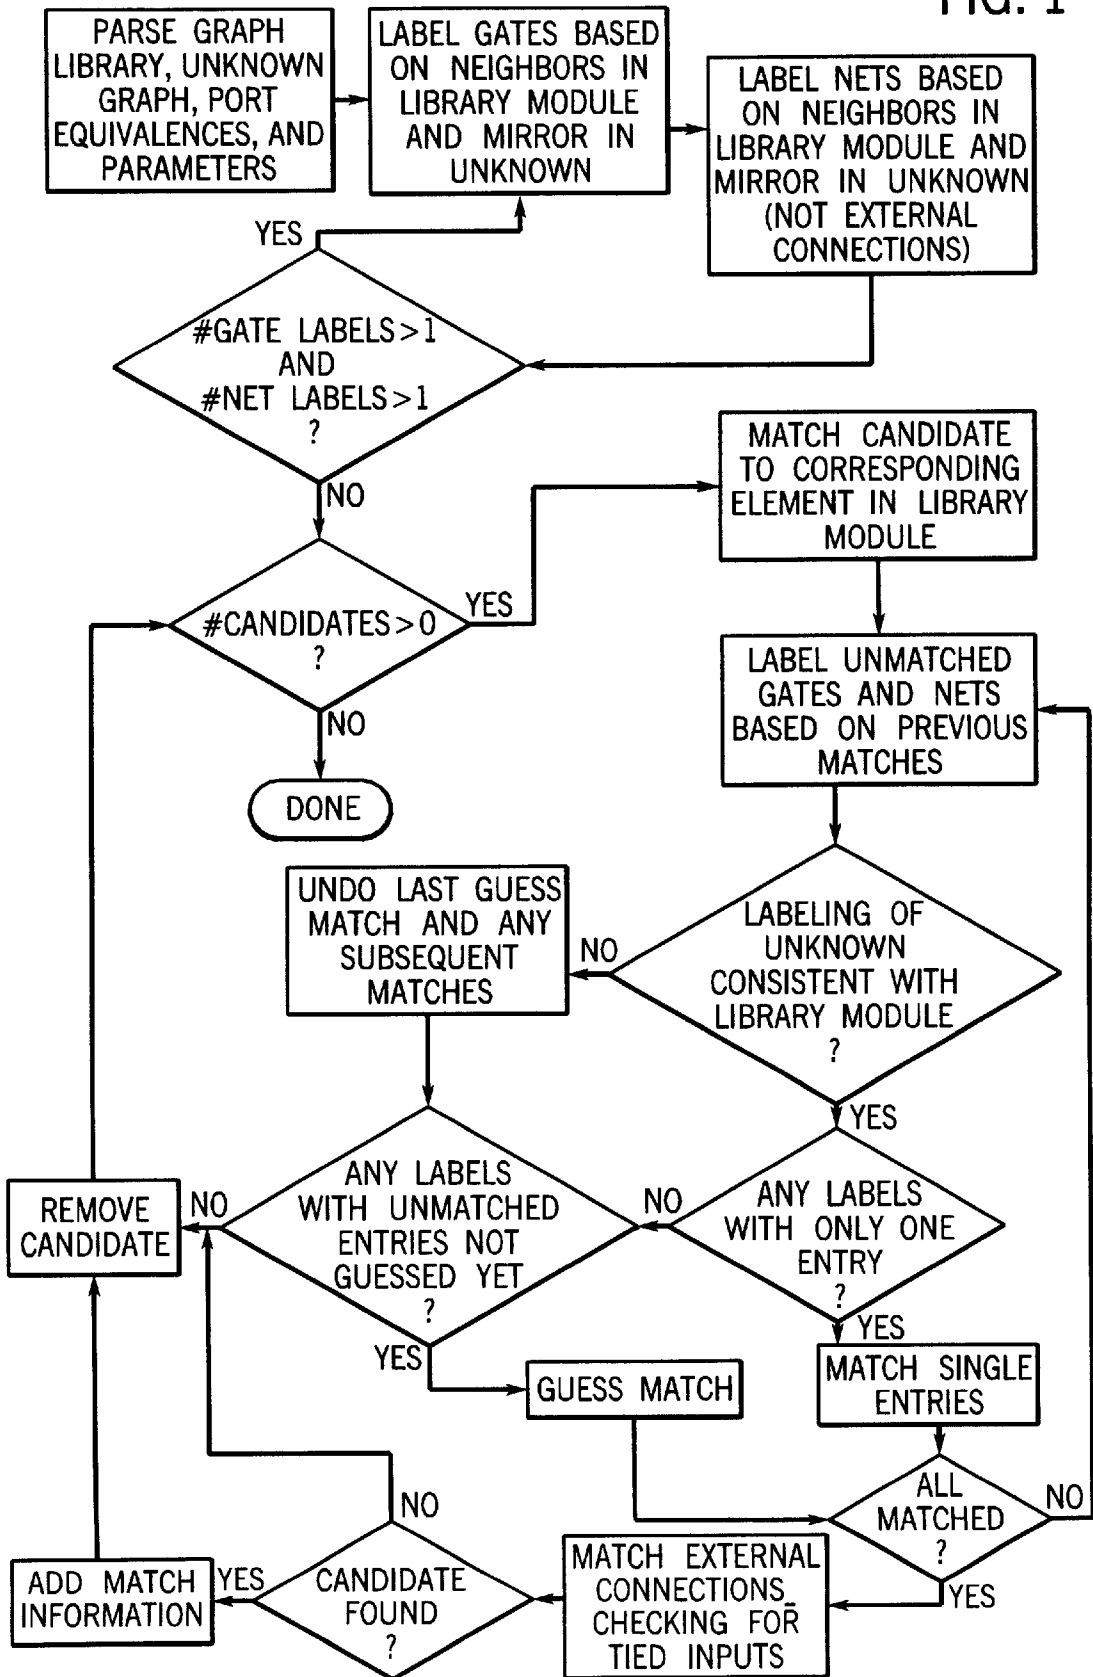 FIG. 1
PARSE GRAPH
LIBRARY, UNKNOWN
GRAPH, PORT
EQUIVALENCES, AND
PARAMETERS
LABEL GATES BASED
ON NEIGHBORS IN
LIBRARY MODULE
AND MIRROR IN
UNKNOWN
LABEL NETS BASED
ON NEIGHBORS IN
LIBRARY MODULE AND
MIRROR IN UNKNOWN
(NOT EXTERNAL
CONNECTIONS)
YES
#GATE LABELS>1
AND
#NET LABELS>1
?
NO
MATCH CANDIDATE
TO CORRESPONDING
ELEMENT IN LIBRARY
MODULE
#CANDIDATES>0
?
YES
NO
DONE
LABEL UNMATCHED
GATES AND NETS
BASED ON PREVIOUS
MATCHES
UNDO LAST GUESS
MATCH AND ANY
SUBSEQUENT
MATCHES
NO
LABELING OF
UNKNOWN
CONSISTENT WITH
LIBRARY MODULE
?
YES
REMOVE
CANDIDATE
NO
ANY LABELS
WITH UNMATCHED
ENTRIES NOT
GUESSED YET
?
NO
ANY LABELS
WITH ONLY ONE
ENTRY
?
YES
YES
GUESS MATCH
MATCH SINGLE
ENTRIES
ALL
MATCHED
?
NO
YES
NO
ADD MATCH
INFORMATION
YES
CANDIDATE
FOUND
?
MATCH EXTERNAL
CONNECTIONS_
CHECKING FOR
TIED INPUTS